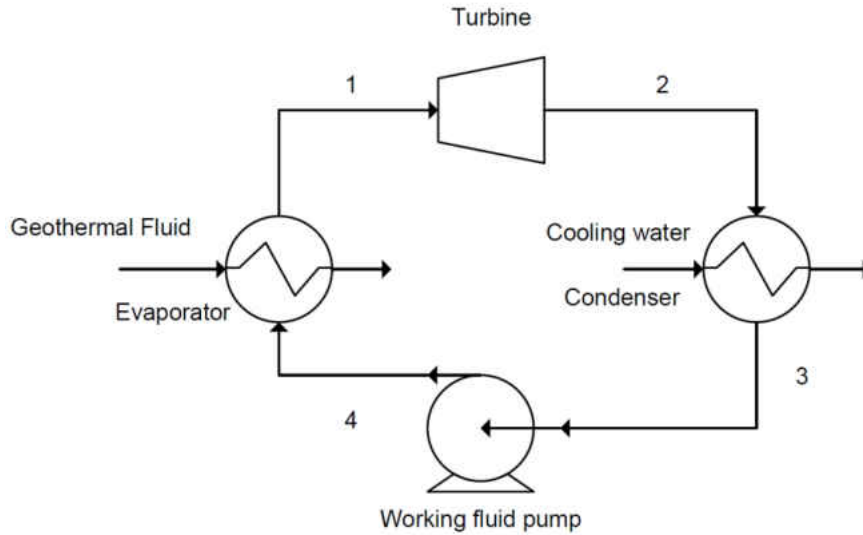 Turbine
1
2
Geothermal Fluid
Cooling water
Evaporator
Condenser
3
4
Working fluid pump